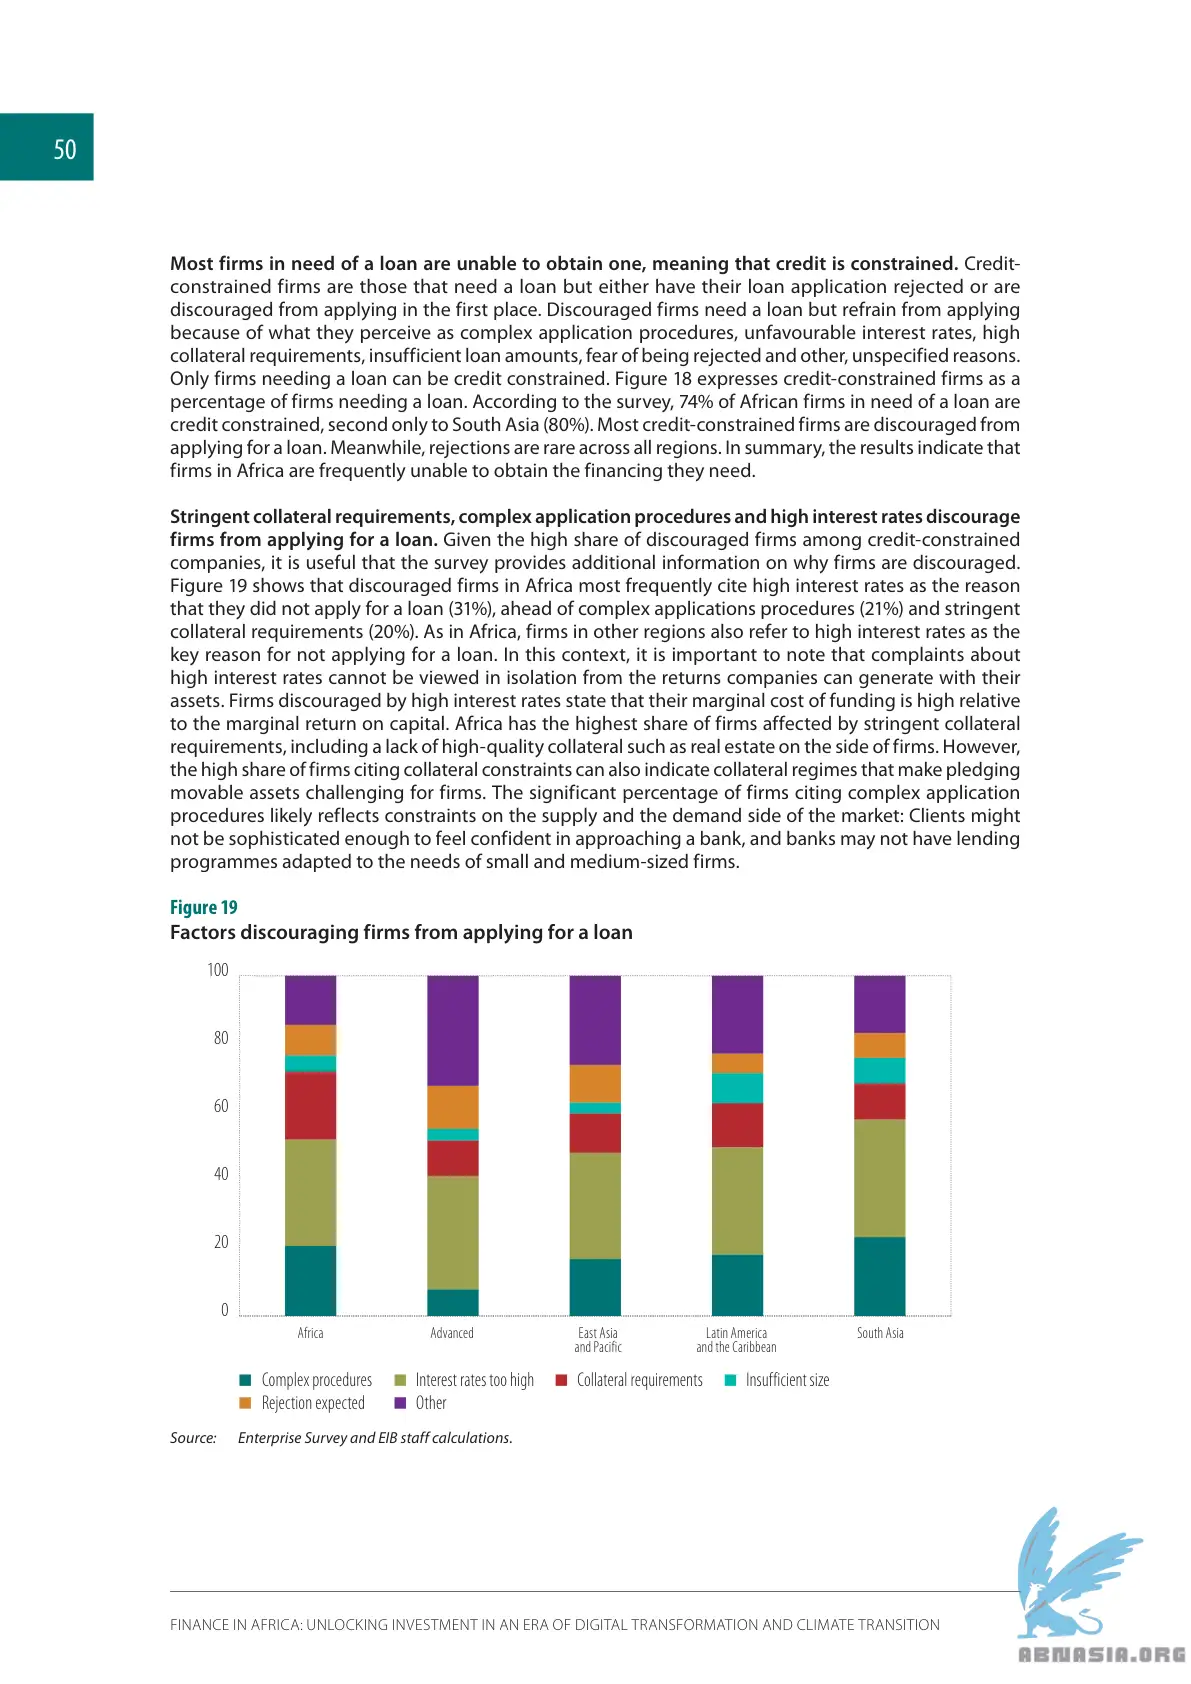 50
Most firms in need of a loan are unable to obtain one, meaning that credit is constrained. Credit-
constrained firms are those that need a loan but either have their loan application rejected or are
discouraged from applying in the first place. Discouraged firms need a loan but refrain from applying
because of what they perceive as complex application procedures, unfavourable interest rates, high
collateral requirements, insufficient loan amounts, fear of being rejected and other, unspecified reasons.
Only firms needing a loan can be credit constrained. Figure 18 expresses credit-constrained firms as a
percentage of firms needing a loan. According to the survey, 74% of African firms in need of a loan are
credit constrained, second only to South Asia (80%). Most credit-constrained firms are discouraged from
applying for a loan. Meanwhile, rejections are rare across all regions. In summary, the results indicate that
firms in Africa are frequently unable to obtain the financing they need.
Stringent collateral requirements, complex application procedures and high interest rates discourage
firms from applying for a loan. Given the high share of discouraged firms among credit-constrained
companies, it is useful that the survey provides additional information on why firms are discouraged.
Figure 19 shows that discouraged firms in Africa most frequently cite high interest rates as the reason
that they did not apply for a loan (31%), ahead of complex applications procedures (21%) and stringent
collateral requirements (20%). As in Africa, firms in other regions also refer to high interest rates as the
key reason for not applying for a loan. In this context, it is important to note that complaints about
high interest rates cannot be viewed in isolation from the returns companies can generate with their
assets. Firms discouraged by high interest rates state that their marginal cost of funding is high relative
to the marginal return on capital. Africa has the highest share of firms affected by stringent collateral
requirements, including a lack of high-quality collateral such as real estate on the side of firms. However,
the high share of firms citing collateral constraints can also indicate collateral regimes that make pledging
movable assets challenging for firms. The significant percentage of firms citing complex application
procedures likely reflects constraints on the supply and the demand side of the market: Clients might
not be sophisticated enough to feel confident in approaching a bank, and banks may not have lending
programmes adapted to the needs of small and medium-sized firms.
Figure 19
Factors discouraging firms from applying for a loan
100
80
60
40
20
0
Africa Advanced East Asia Latin America South Asia
and Pacific and the Caribbean
Complex procedures Interest rates too high Collateral requirements Insufficient size
Rejection expected Other
Source: Enterprise Survey and EIB staff calculations.
FINANCE IN AFRICA: UNLOCKING INVESTMENT IN AN ERA OF DIGITAL TRANSFORMATION AND CLIMATE TRANSITION
ABNASIA.ORG